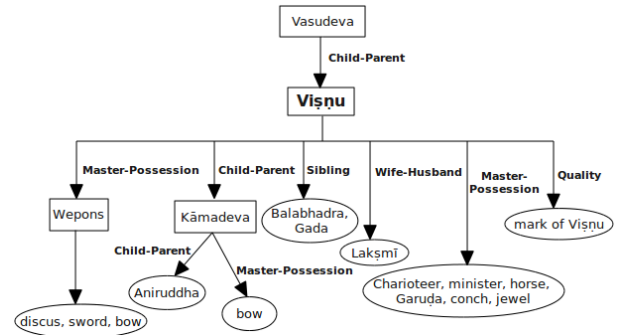 Vasudeva
Child-Parent
Viṣṇu
Master-Possession
Child-Parent
Sibling
Wife-Husband
Master-
Possession
Quality
Wepons
Kāmadeva
Balabhadra,
Gada
Lakṣmī
mark of Viṣṇu
Child-Parent
Master-Possession
Charioteer, minister, horse,
Garuḍa, conch, jewel
Aniruddha
bow
discus, sword, bow